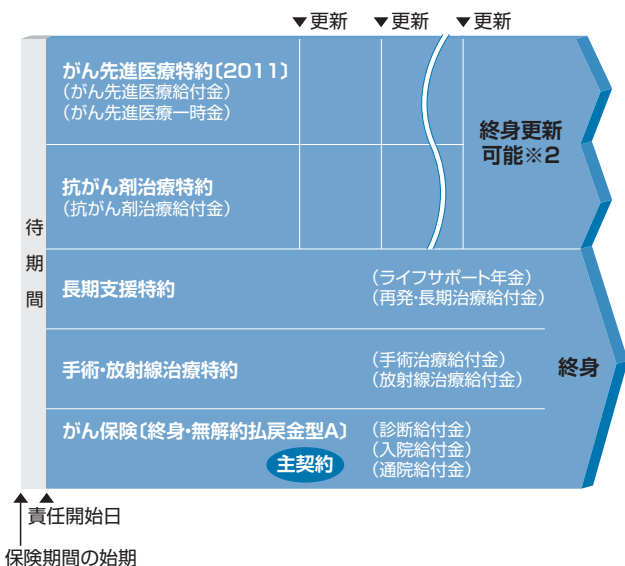 ▼更新 ▼更新 ▼更新
がん先進医療特約〔2011〕
（がん先進医療給付金）
（がん先進医療一時金）
終身更新
可能※2
抗がん剤治療特約
（抗がん剤治療給付金）
待期間
長期支援特約
（ライフサポート年金）
（再発・長期治療給付金）
手術・放射線治療特約
（手術治療給付金）
（放射線治療給付金）
終身
がん保険〔終身・無解約払戻金型A〕
主契約
（診断給付金）
（入院給付金）
（通院給付金）
責任開始日
保険期間の始期